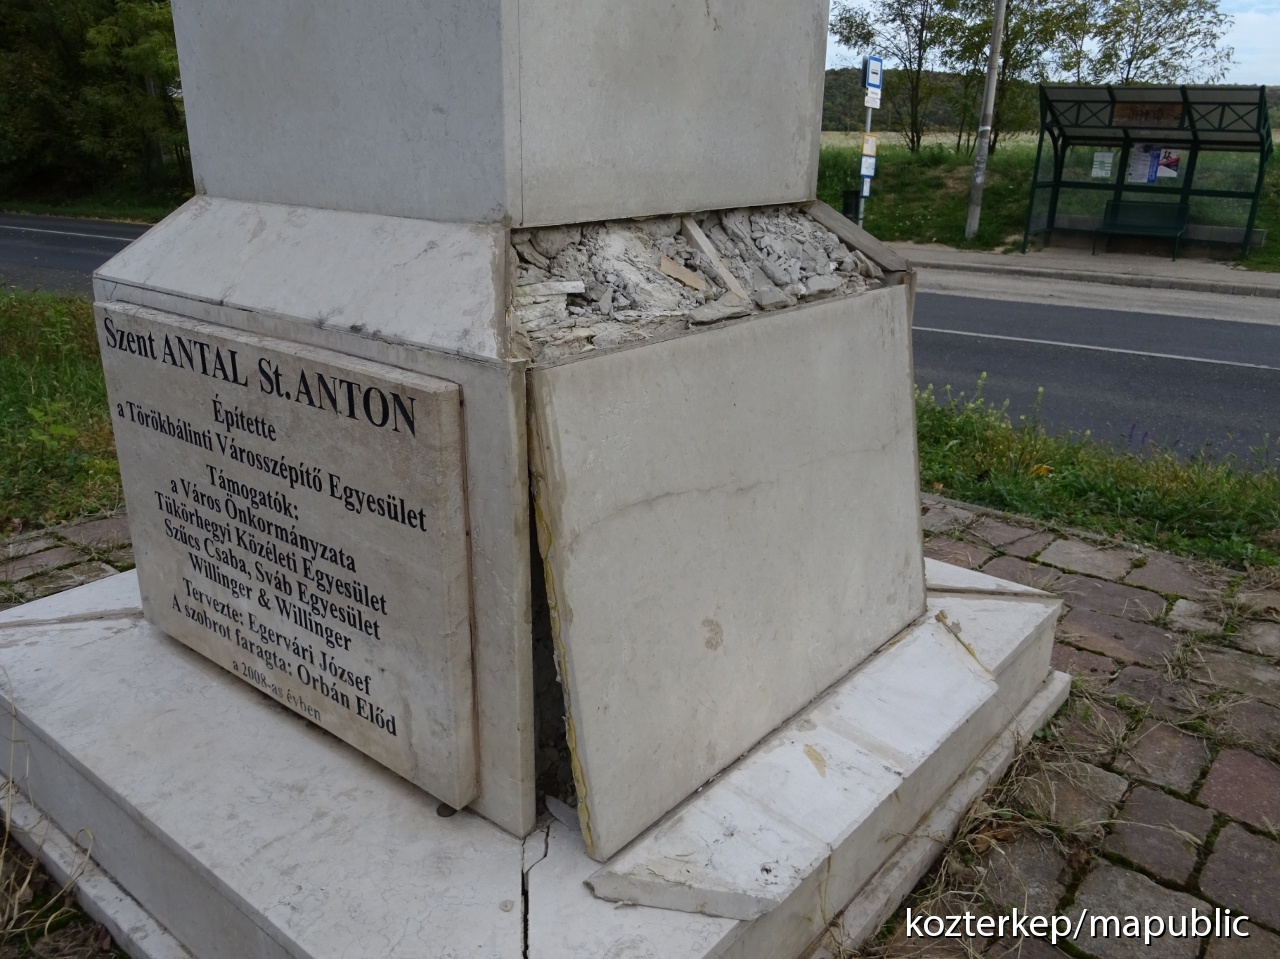 Szent ANTAL St. ANTON
Építette
a Törökbálinti Városszépítő Egyesület
Támogatók:
a Város Önkormányzata
Tükörhegyi Közéleti Egyesület
Szűcs Csaba, Sváb Egyesület
Willinger & Willinger
Tervezte: Egervári József
A szobrot faragta: Orbán Előd
a 2008-as évben
kozterkep/mapublic